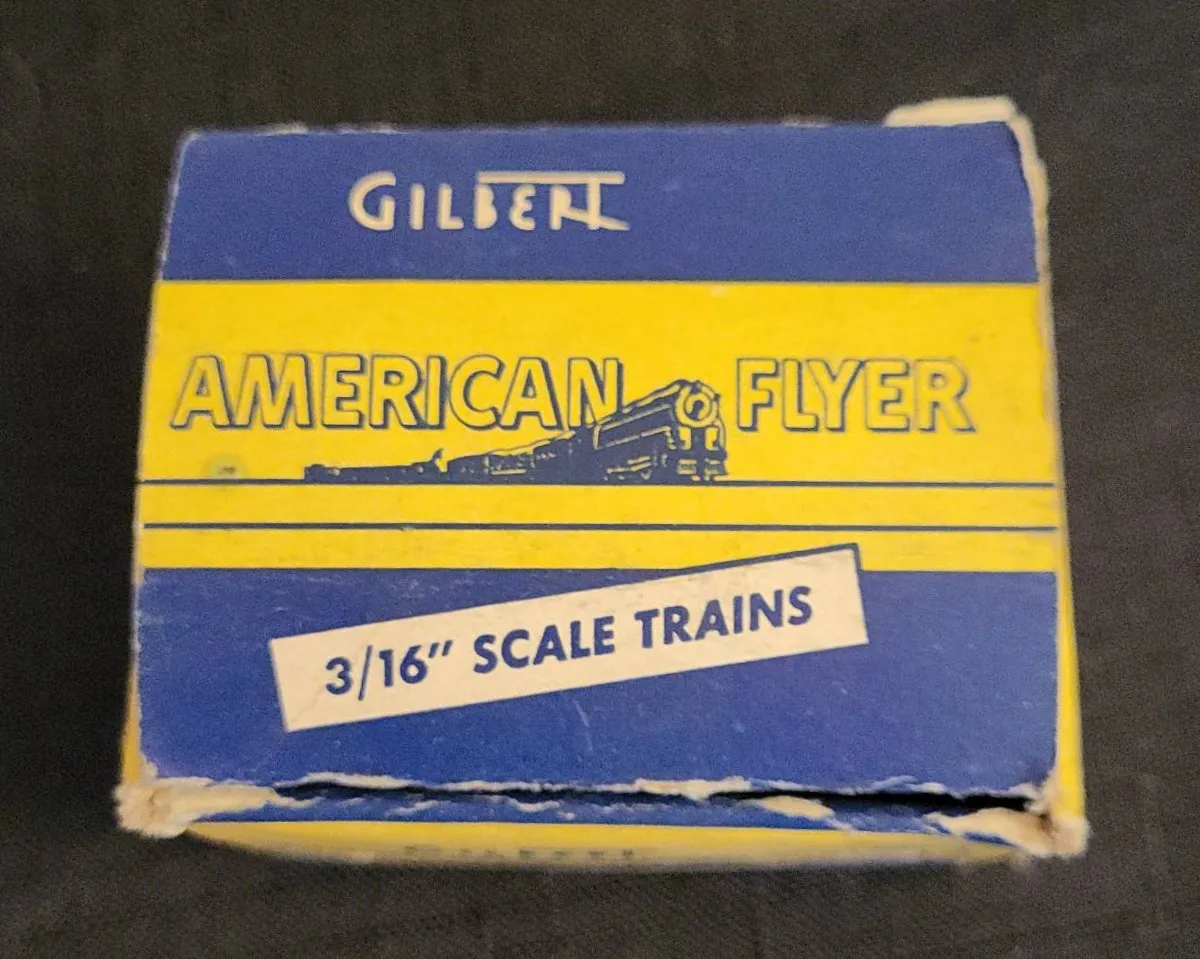 GILBERT
AMERICAN FLYER
3/16" SCALE TRAINS